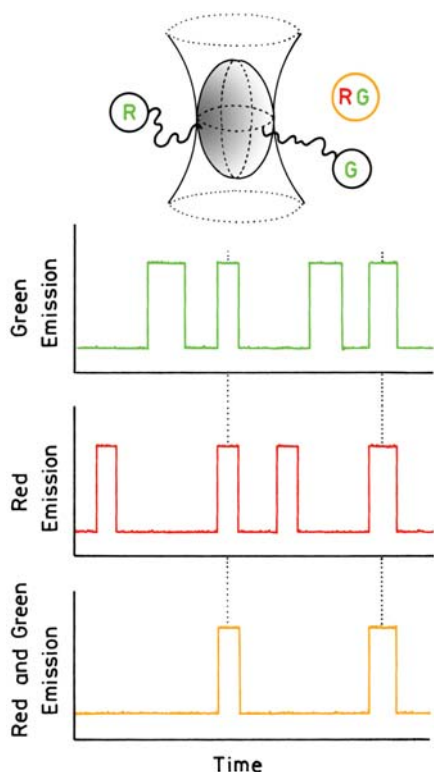 R
RG
G
Green
Emission
Red
Emission
Red and Green
Emission
Time